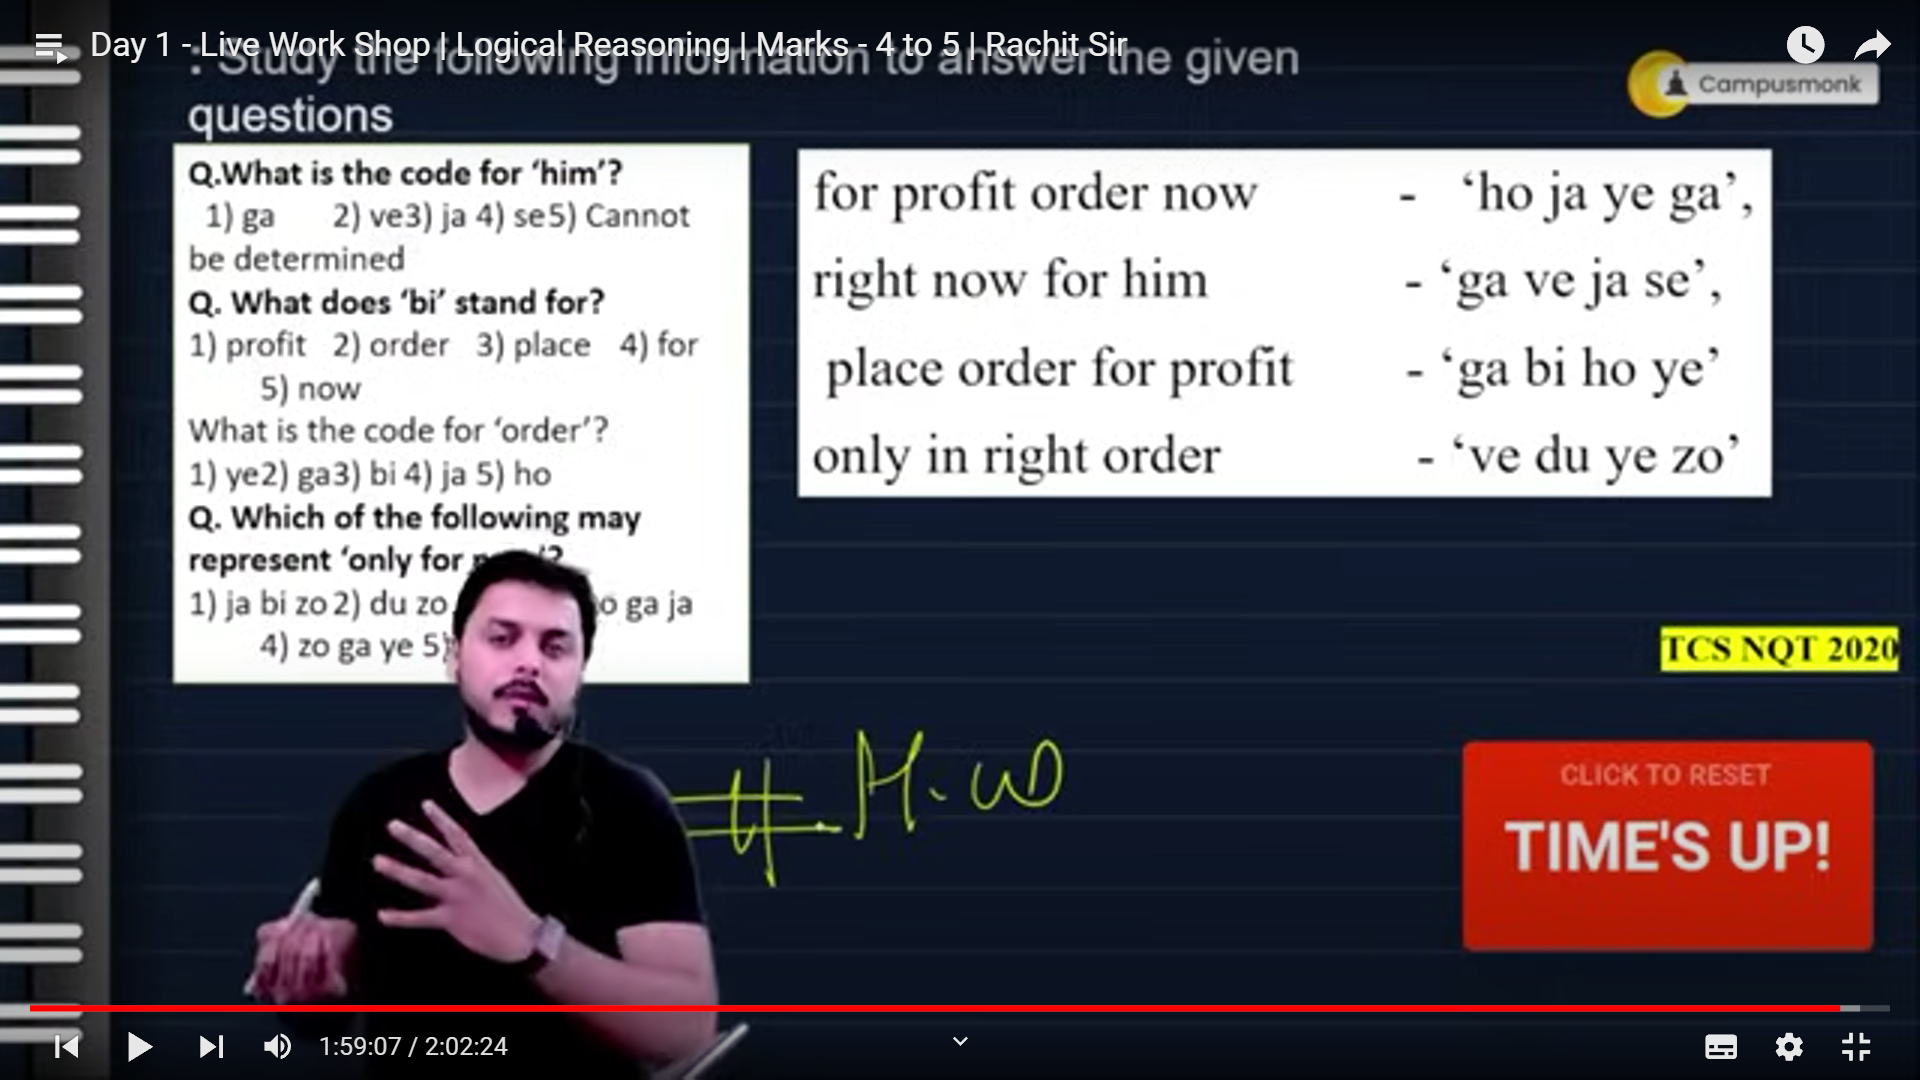 Day 1 - Live Work Shop | Logical Reasoning | Marks - 4 to 5 | Rachit Sir
: Study the following information to answer the given
questions
Campusmonk
Q.What is the code for ‘him’?
1) ga 2) ve3) ja 4) se5) Cannot
be determined
Q. What does ‘bi’ stand for?
1) profit 2) order 3) place 4) for
5) now
What is the code for ‘order’?
1) ye2) ga3) bi 4) ja 5) ho
Q. Which of the following may
represent ‘only for
1) ja bi zo 2) du zo ga ja
4) zo ga ye 5)
for profit order now - ‘ho ja ye ga’,
right now for him - ‘ga ve ja se’,
place order for profit - ‘ga bi ho ye’
only in right order - ‘ve du ye zo’
TCS NQT 2020
H.W
CLICK TO RESET
TIME'S UP!
1:59:07 / 2:02:24